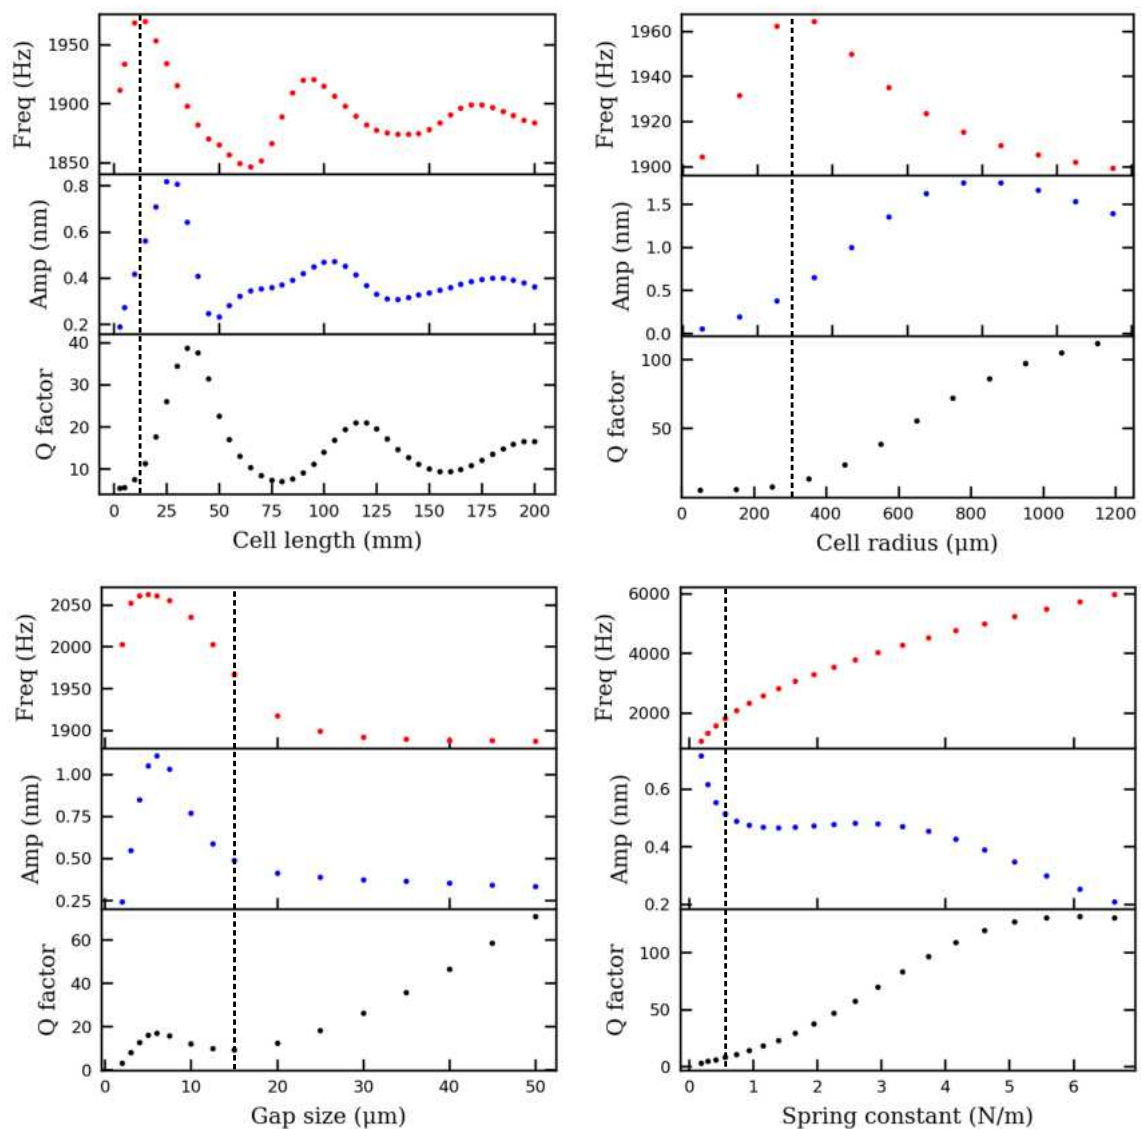 Freq (Hz)
1950
1900
1850
Amp (nm)
0.8
0.6
0.4
0.2
Q factor
40
30
20
10
0 25 50 75 100 125 150 175 200
Cell length (mm)
Freq (Hz)
1960
1940
1920
1900
Amp (nm)
1.5
1.0
0.5
0.0
Q factor
100
50
0 200 400 600 800 1000 1200
Cell radius (μm)
Freq (Hz)
2050
2000
1950
1900
Amp (nm)
1.00
0.75
0.50
0.25
Q factor
60
40
20
0
0 10 20 30 40 50
Gap size (μm)
Freq (Hz)
6000
4000
2000
Amp (nm)
0.6
0.4
0.2
Q factor
100
50
0
0 1 2 3 4 5 6
Spring constant (N/m)